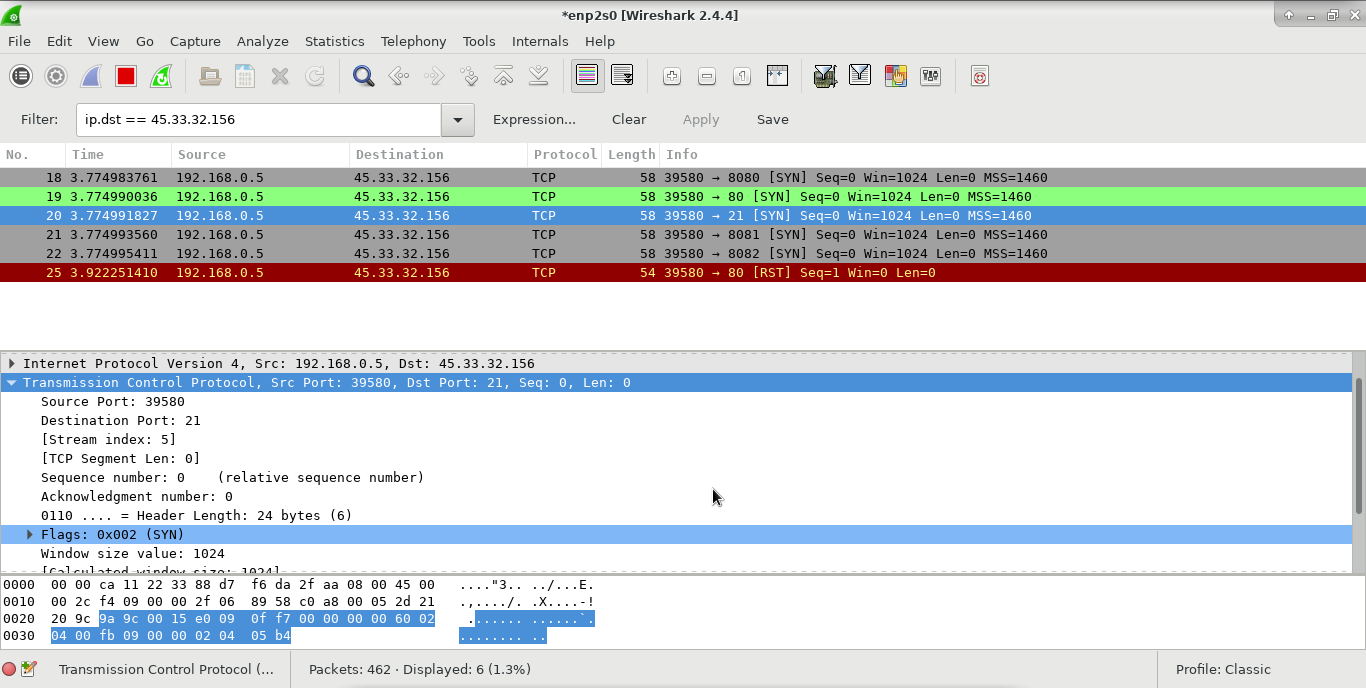 *enp2s0 [Wireshark 2.4.4]
File Edit View Go Capture Analyze Statistics Telephony Tools Internals Help
Filter: ip.dst == 45.33.32.156 Expression... Clear Apply Save
No. Time Source Destination Protocol Length Info
18 3.774983761 192.168.0.5 45.33.32.156 TCP 58 39580 → 8080 [SYN] Seq=0 Win=1024 Len=0 MSS=1460
19 3.774990036 192.168.0.5 45.33.32.156 TCP 58 39580 → 80 [SYN] Seq=0 Win=1024 Len=0 MSS=1460
20 3.774991827 192.168.0.5 45.33.32.156 TCP 58 39580 → 21 [SYN] Seq=0 Win=1024 Len=0 MSS=1460
21 3.774993560 192.168.0.5 45.33.32.156 TCP 58 39580 → 8081 [SYN] Seq=0 Win=1024 Len=0 MSS=1460
22 3.774995411 192.168.0.5 45.33.32.156 TCP 58 39580 → 8082 [SYN] Seq=0 Win=1024 Len=0 MSS=1460
25 3.922251410 192.168.0.5 45.33.32.156 TCP 54 39580 → 80 [RST] Seq=1 Win=0 Len=0
Internet Protocol Version 4, Src: 192.168.0.5, Dst: 45.33.32.156
Transmission Control Protocol, Src Port: 39580, Dst Port: 21, Seq: 0, Len: 0
Source Port: 39580
Destination Port: 21
[Stream index: 5]
[TCP Segment Len: 0]
Sequence number: 0 (relative sequence number)
Acknowledgment number: 0
0110 .... = Header Length: 24 bytes (6)
Flags: 0x002 (SYN)
Window size value: 1024
[Calculated window size: 1024]
0000 00 00 ca 11 22 33 88 d7 f6 da 2f aa 08 00 45 00 ...."3.. ../...E.
0010 00 2c f4 09 00 00 2f 06 89 58 c0 a8 00 05 2d 21 .,..../. .X....-!
0020 20 9c 9a 9c 00 15 e0 09 0f f7 00 00 00 00 60 02 ....... ......`.
0030 04 00 fb 09 00 00 02 04 05 b4 ........ ..
Transmission Control Protocol (... Packets: 462 · Displayed: 6 (1.3%) Profile: Classic